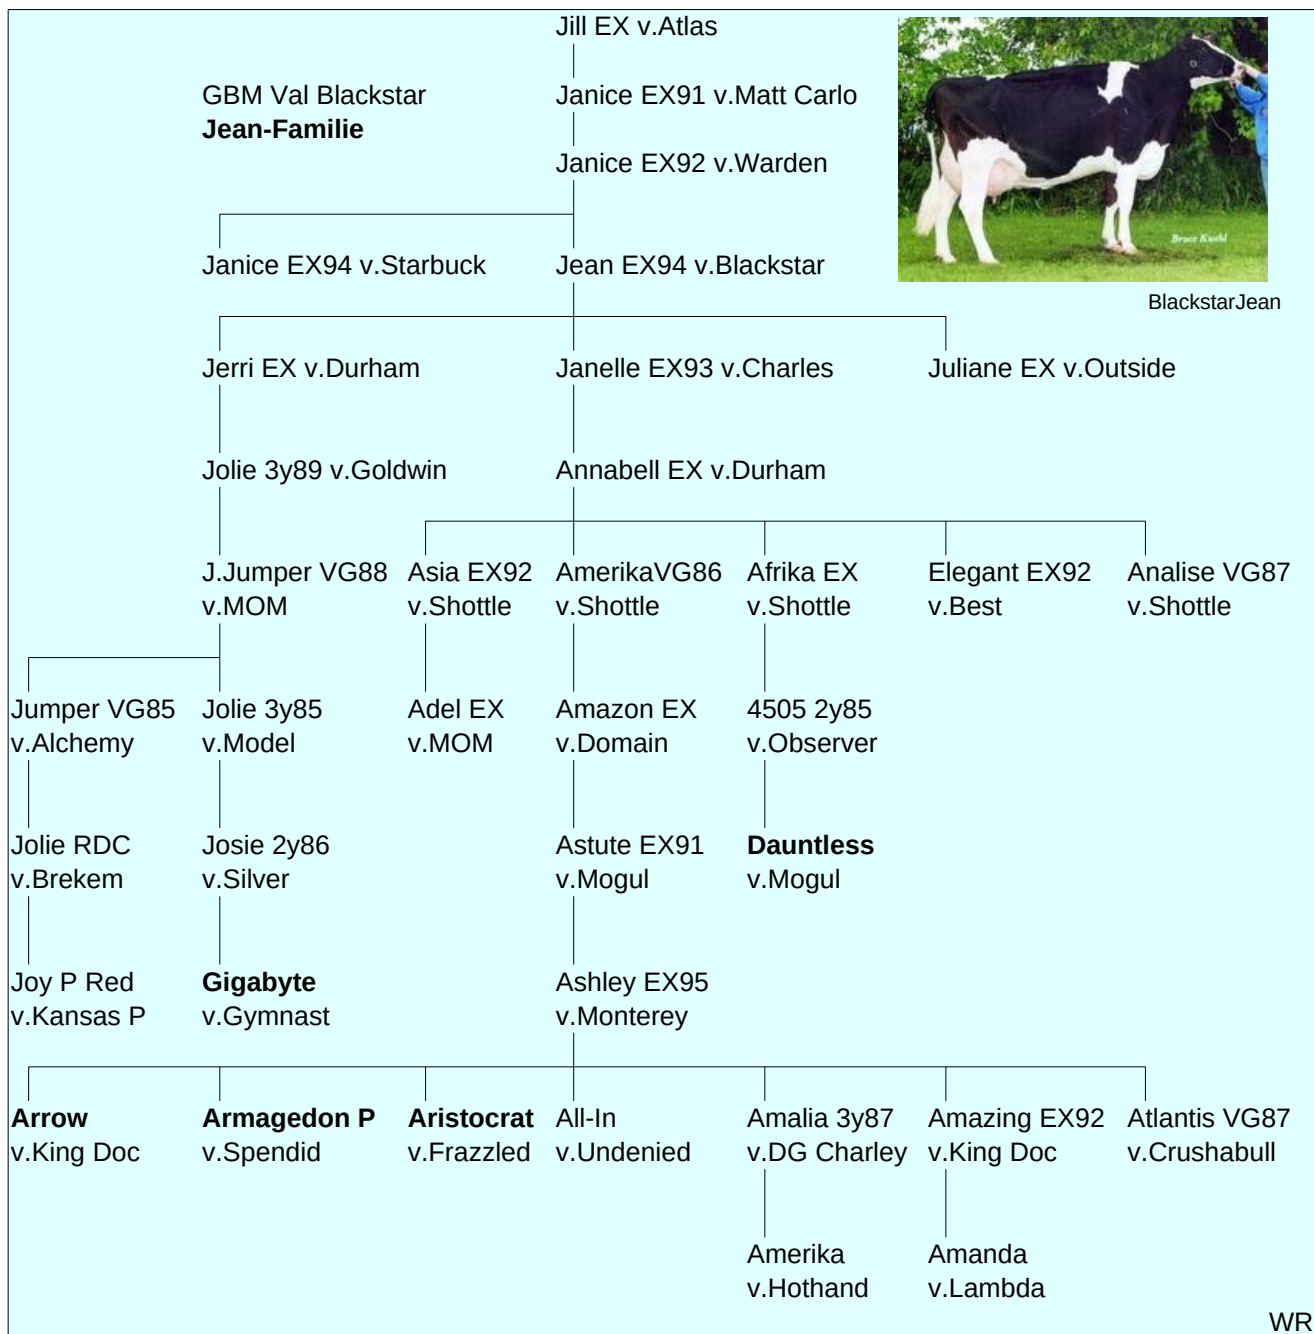 Jill EX v.Atlas
GBM Val Blackstar
Jean-Familie
Janice EX91 v.Matt Carlo
Janice EX92 v.Warden
Bruce Kuehl
BlackstarJean
Janice EX94 v.Starbuck
Jean EX94 v.Blackstar
Jerri EX v.Durham
Janelle EX93 v.Charles
Juliane EX v.Outside
Jolie 3y89 v.Goldwin
Annabell EX v.Durham
J.Jumper VG88
v.MOM
Asia EX92
v.Shottle
AmerikaVG86
v.Shottle
Afrika EX
v.Shottle
Elegant EX92
v.Best
Analise VG87
v.Shottle
Jumper VG85
v.Alchemy
Jolie 3y85
v.Model
Adel EX
v.MOM
Amazon EX
v.Domain
4505 2y85
v.Observer
Jolie RDC
v.Brekem
Josie 2y86
v.Silver
Astute EX91
v.Mogul
Dauntless
v.Mogul
Joy P Red
v.Kansas P
Gigabyte
v.Gymnast
Ashley EX95
v.Monterey
Arrow
v.King Doc
Armagedon P
v.Spendid
Aristocrat
v.Frazzled
All-In
v.Undenied
Amalia 3y87
v.DG Charley
Amazing EX92
v.King Doc
Atlantis VG87
v.Crushabull
Amerika
v.Hothand
Amanda
v.Lambda
WR